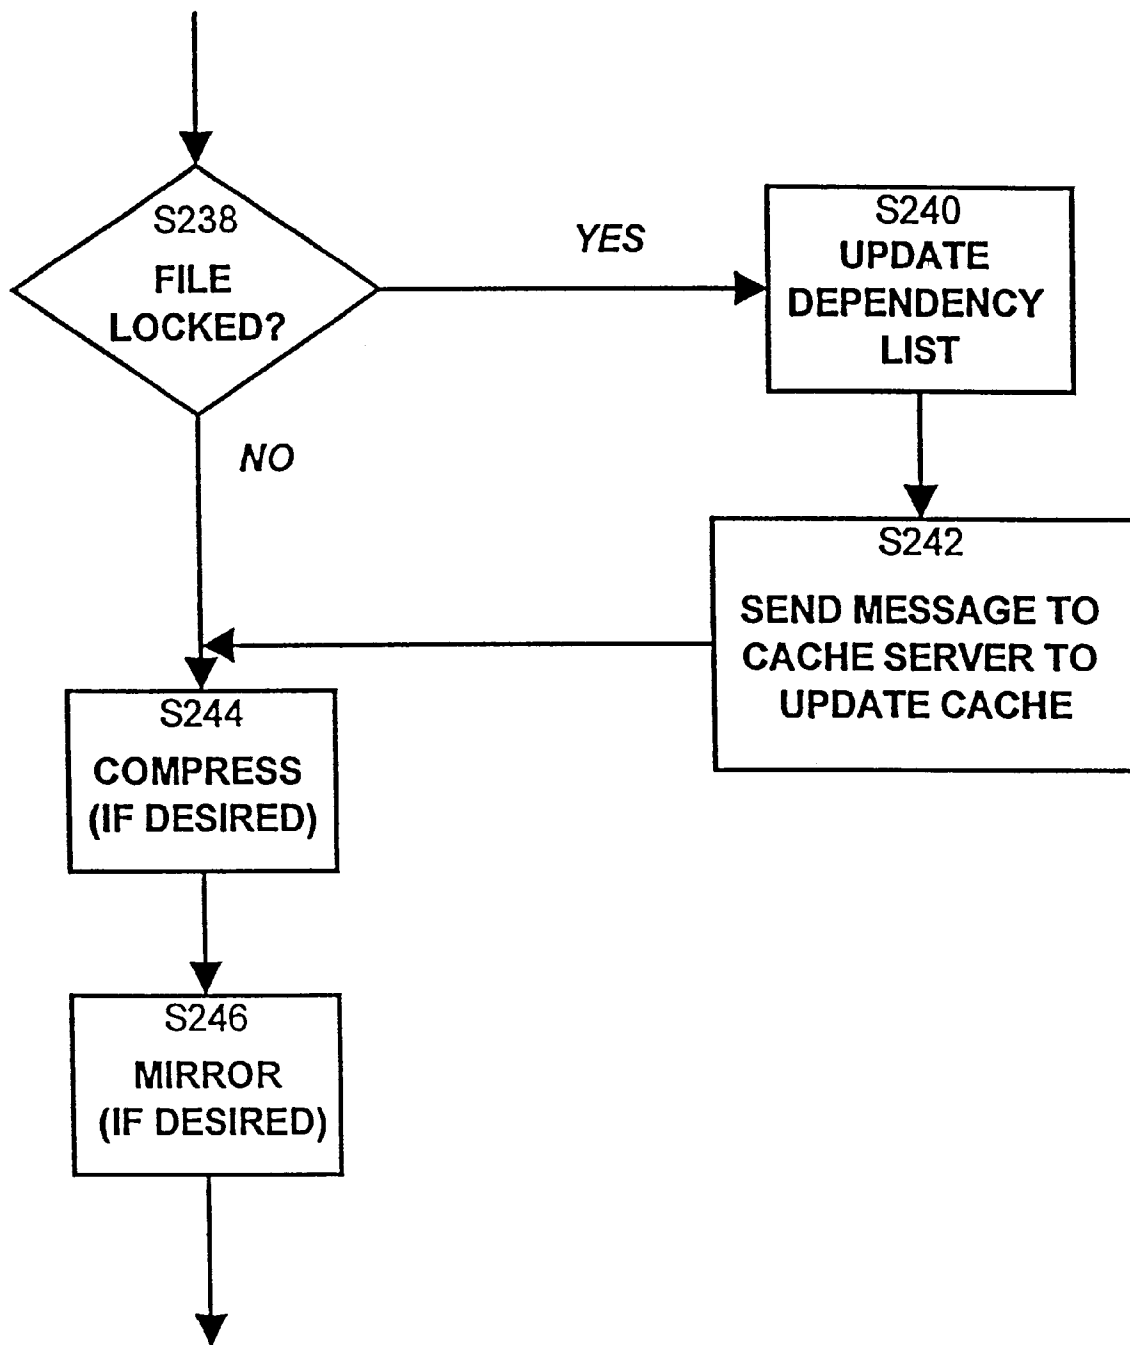 S238
FILE
LOCKED?
YES
S240
UPDATE
DEPENDENCY
LIST
NO
S242
SEND MESSAGE TO
CACHE SERVER TO
UPDATE CACHE
S244
COMPRESS
(IF DESIRED)
S246
MIRROR
(IF DESIRED)